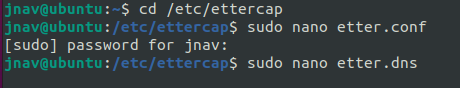 jnav@ubuntu:~$ cd /etc/ettercap
jnav@ubuntu:/etc/ettercap$ sudo nano etter.conf
[sudo] password for jnav:
jnav@ubuntu:/etc/ettercap$ sudo nano etter.dns